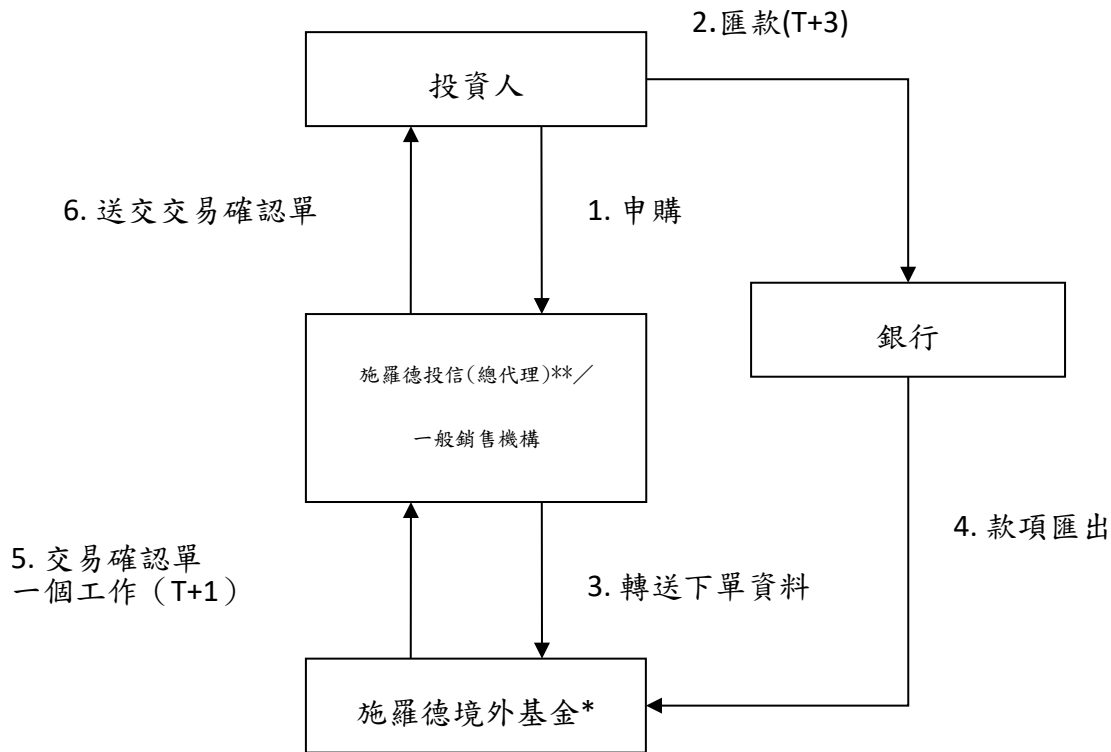 2.匯款(T+3)
投資人
6. 送交交易確認單
1. 申購
銀行
施羅德投信(總代理)**／
一般銷售機構
4. 款項匯出
5. 交易確認單
一個工作（T+1）
3. 轉送下單資料
施羅德境外基金*